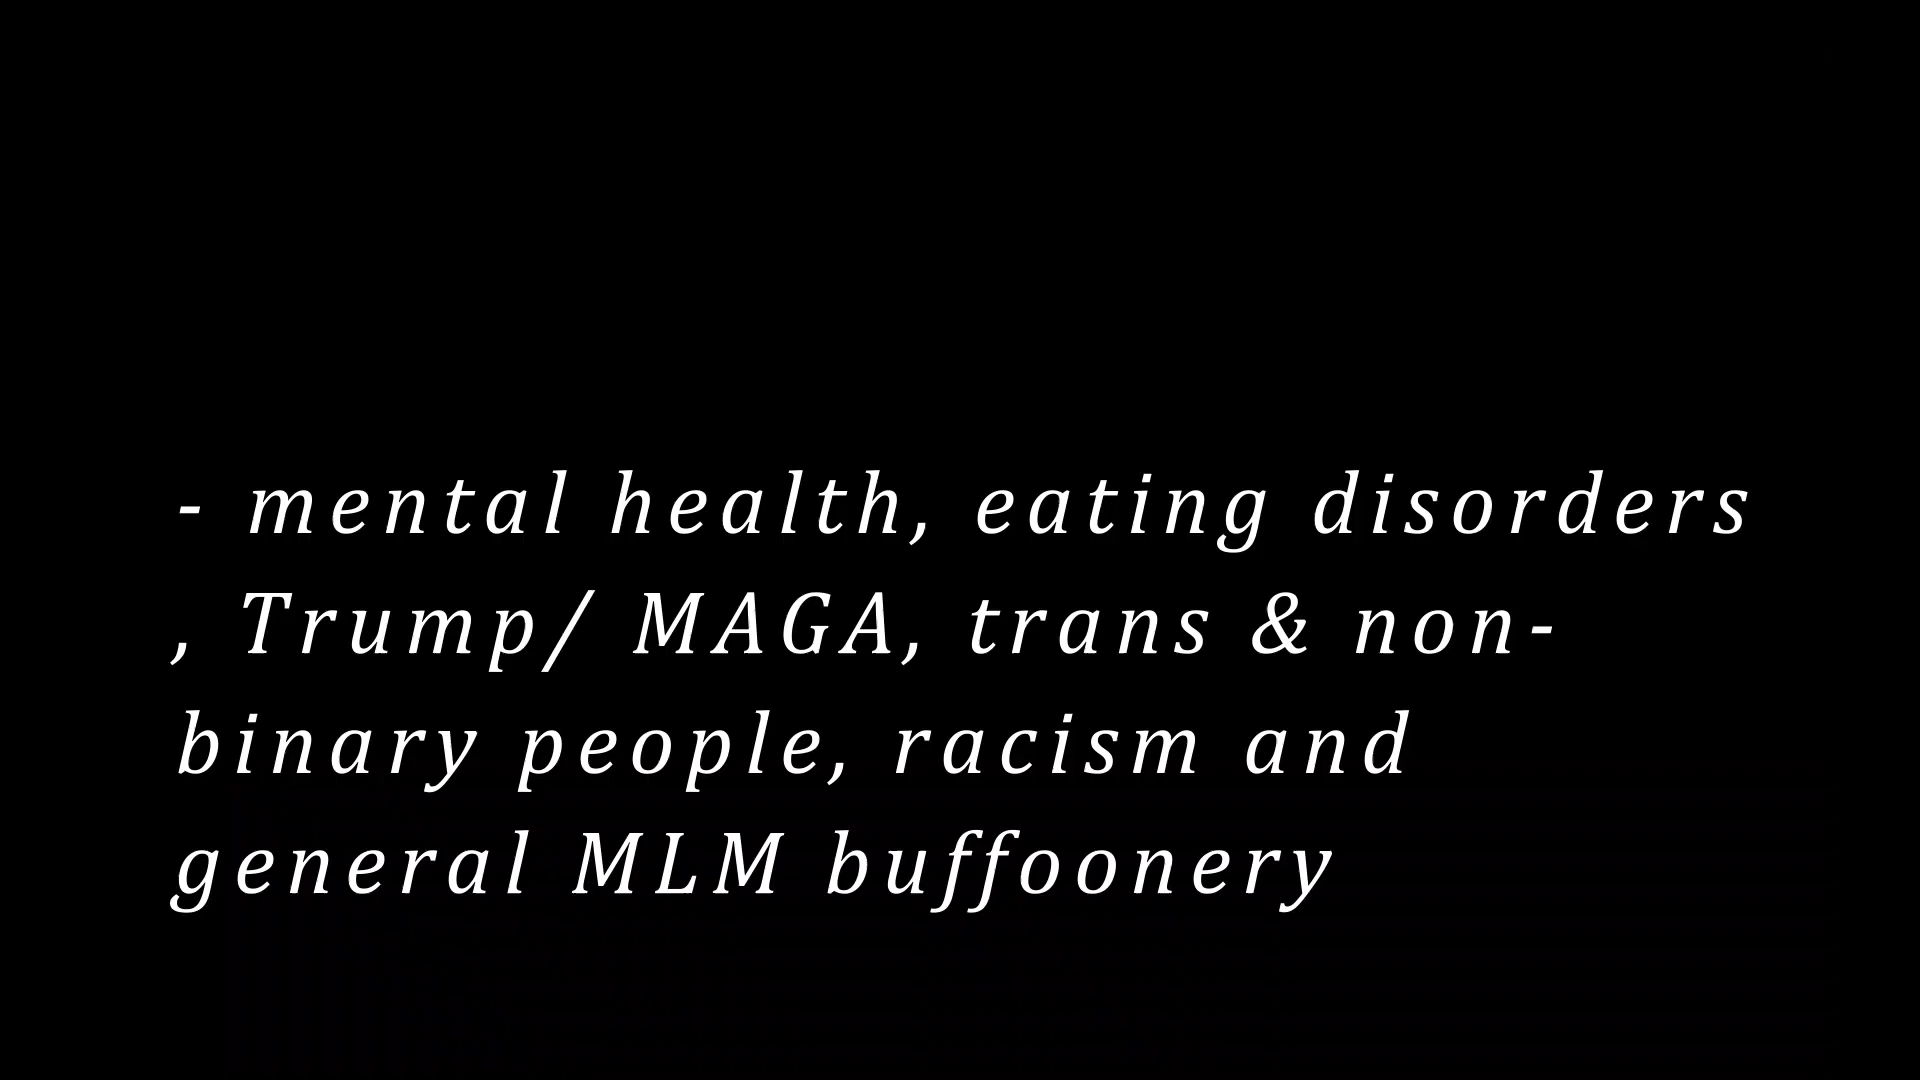 - mental health, eating disorders
, Trump/ MAGA, trans & non-
binary people, racism and
general MLM buffoonery